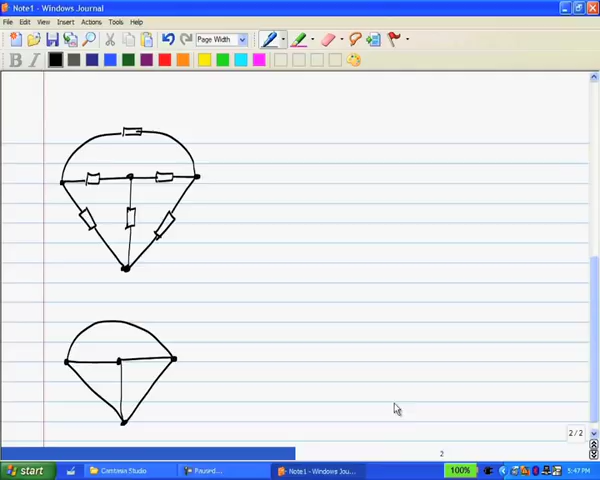 Note1 - Windows Journal
File Edit View Insert Actions Tools Help
Page Width
B I
2 / 2
2
start Camtasia Studio Paused... Note1 - Windows Jou... 100% 5:47 PM